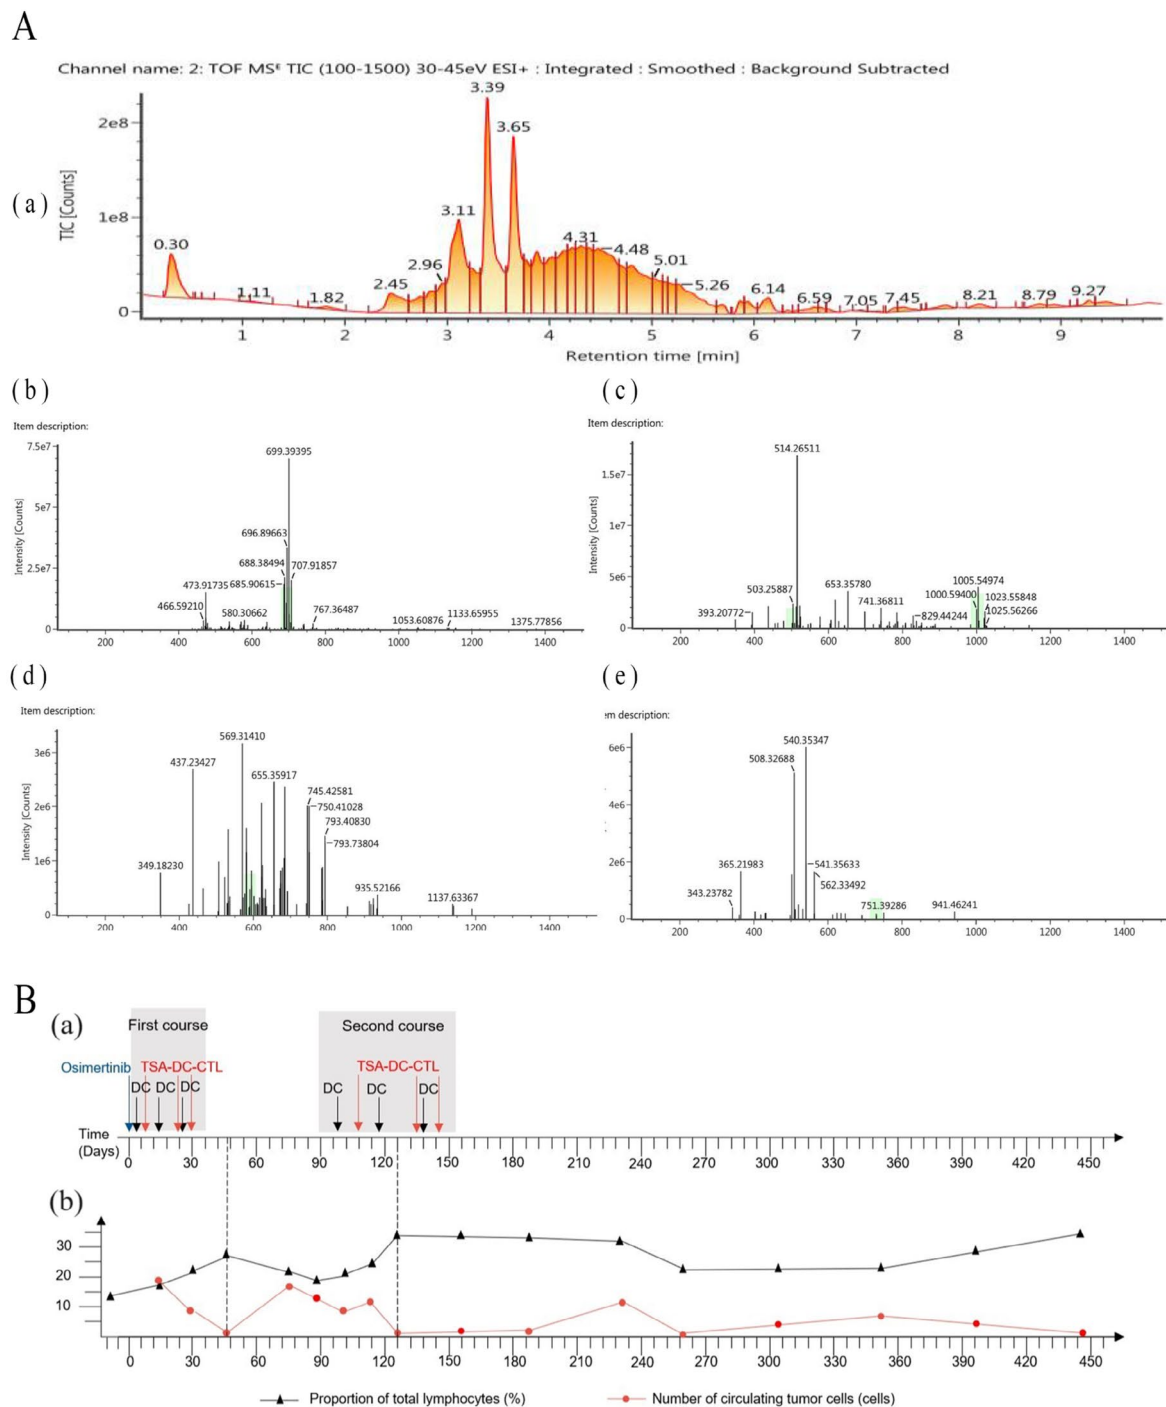 A
Channel name: 2: TOF MSᴱ TIC (100-1500) 30-45eV ESI+ : Integrated : Smoothed : Background Subtracted
(a)
TIC [Counts]
2e8
1e8
0
0.30
1.11
1.82
2.45
2.96
3.11
3.39
3.65
4.31
4.48
5.01
5.26
6.14
6.59
7.05
7.45
8.21
8.79
9.27
1 2 3 4 5 6 7 8 9
Retention time [min]
(b)
Item description:
Intensity [Counts]
7.5e7
5e7
2.5e7
0
699.39395
696.89663
688.38494
707.91857
473.91735
685.90615
466.59210
580.30662
767.36487
1053.60876
1133.65955
1375.77856
200 400 600 800 1000 1200 1400
(c)
Item description:
Intensity [Counts]
1.5e7
1e7
5e6
0
514.26511
503.25887
653.35780
1005.54974
1000.59400
1023.55848
393.20772
741.36811
829.44244
1025.56266
200 400 600 800 1000 1200 1400
(d)
Item description:
Intensity [Counts]
3e6
2e6
1e6
0
569.31410
437.23427
655.35917
745.42581
750.41028
793.40830
793.73804
349.18230
935.52166
1137.63367
200 400 600 800 1000 1200 1400
(e)
em description:
6e6
4e6
2e6
0
540.35347
508.32688
365.21983
541.35633
562.33492
343.23782
751.39286
941.46241
200 400 600 800 1000 1200 1400
B
(a)
First course
Second course
Osimertinib
TSA-DC-CTL
TSA-DC-CTL
DC DC DC
DC DC DC
Time
(Days)
0 30 60 90 120 150 180 210 240 270 300 330 360 390 420 450
(b)
30
20
10
0 30 60 90 120 150 180 210 240 270 300 330 360 390 420 450
Proportion of total lymphocytes (%)
Number of circulating tumor cells (cells)